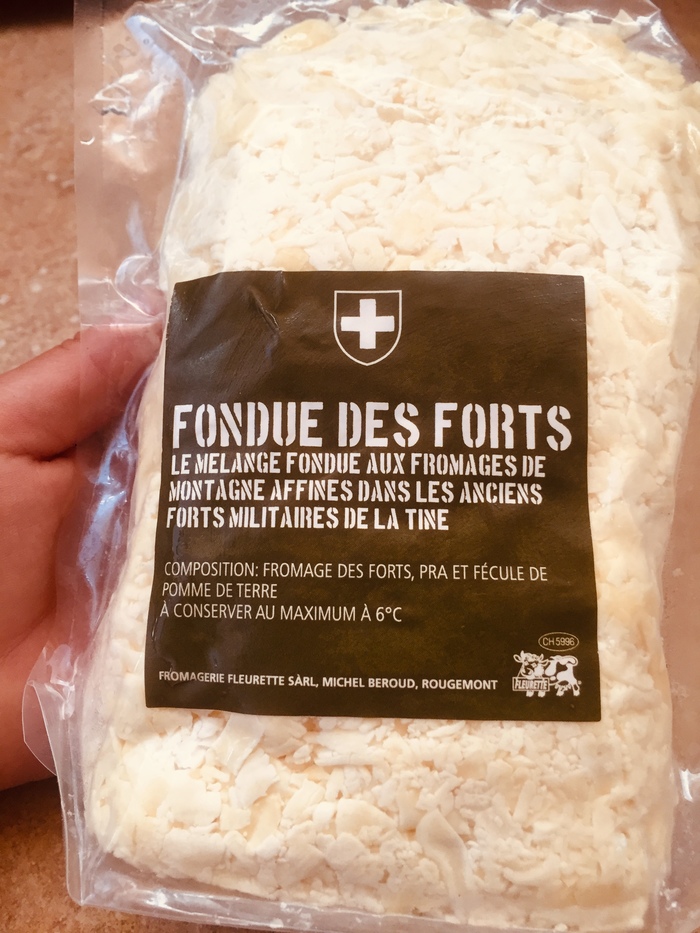 FONDUE DES FORTS
LE MELANGE FONDUE AUX FROMAGES DE
MONTAGNE AFFINES DANS LES ANCIENS
FORTS MILITAIRES DE LA TINE
COMPOSITION: FROMAGE DES FORTS, PRA ET FÉCULE DE
POMME DE TERRE
À CONSERVER AU MAXIMUM À 6°C
CH 5996
FROMAGERIE FLEURETTE SÀRL, MICHEL BEROUD, ROUGEMONT
FLEURETTE